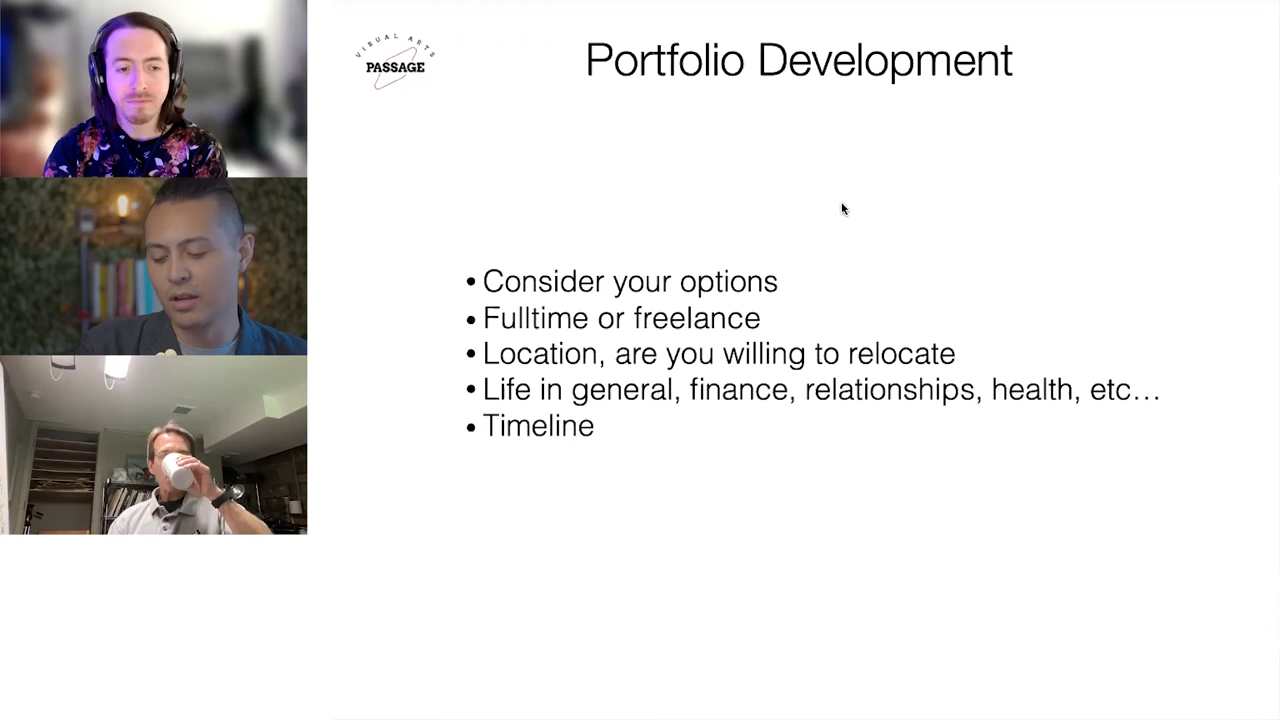 VISUAL ARTS
PASSAGE
Portfolio Development
• Consider your options
• Fulltime or freelance
• Location, are you willing to relocate
• Life in general, finance, relationships, health, etc…
• Timeline